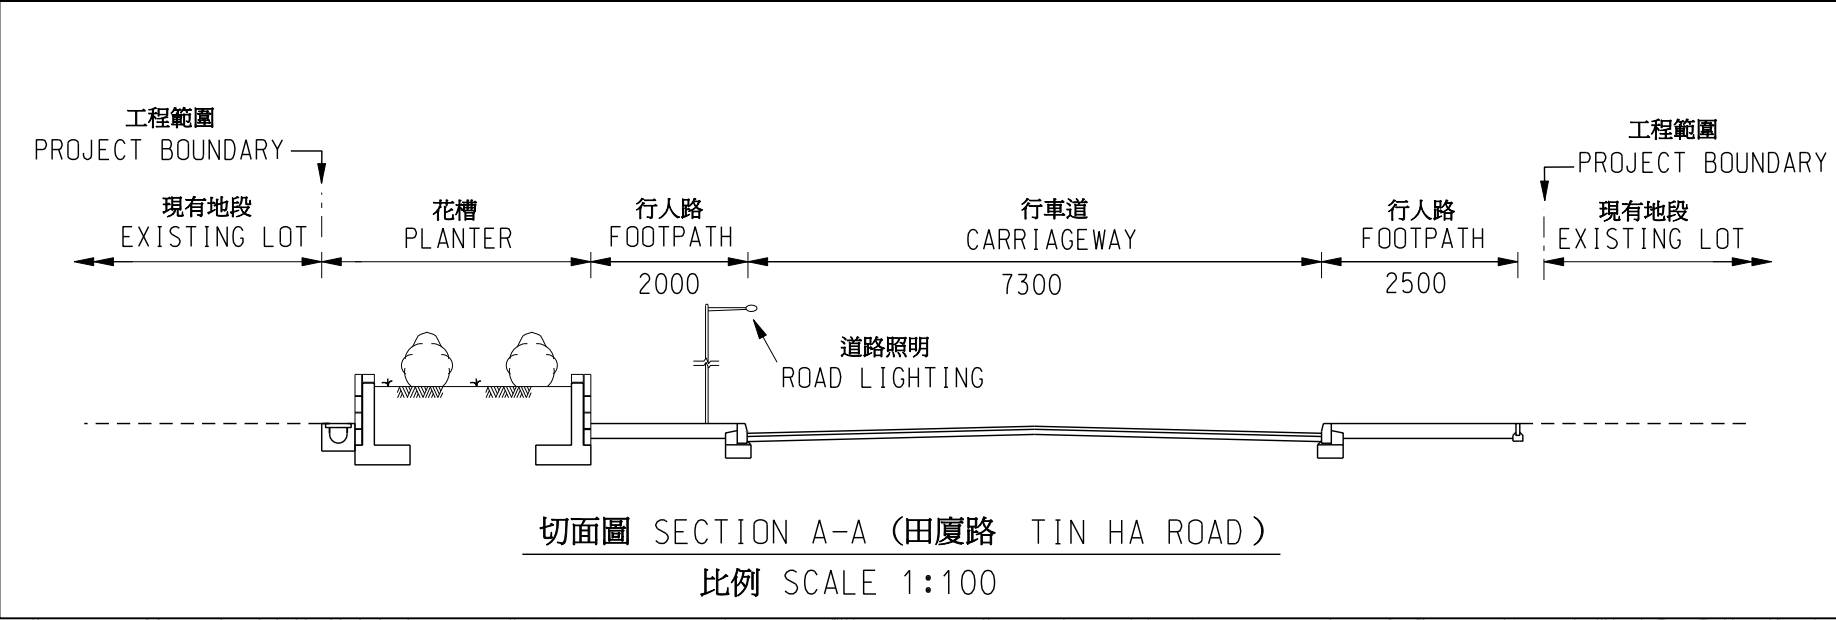 工程範圍
PROJECT BOUNDARY
工程範圍
PROJECT BOUNDARY
現有地段
EXISTING LOT
花槽
PLANTER
行人路
FOOTPATH
2000
行車道
CARRIAGEWAY
7300
行人路
FOOTPATH
2500
現有地段
EXISTING LOT
道路照明
ROAD LIGHTING
切面圖 SECTION A-A (田廈路 TIN HA ROAD)
比例 SCALE 1:100